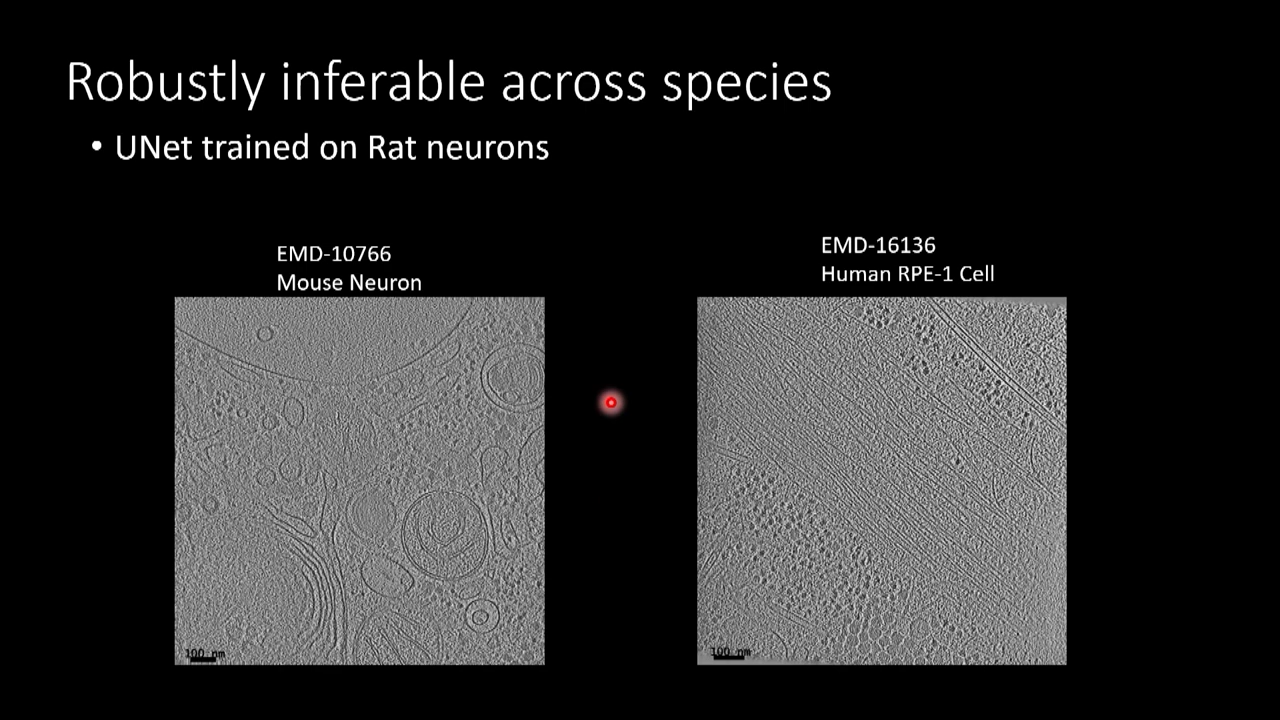 Robustly inferable across species
• UNet trained on Rat neurons
EMD-10766
Mouse Neuron
EMD-16136
Human RPE-1 Cell
100 nm
100 nm